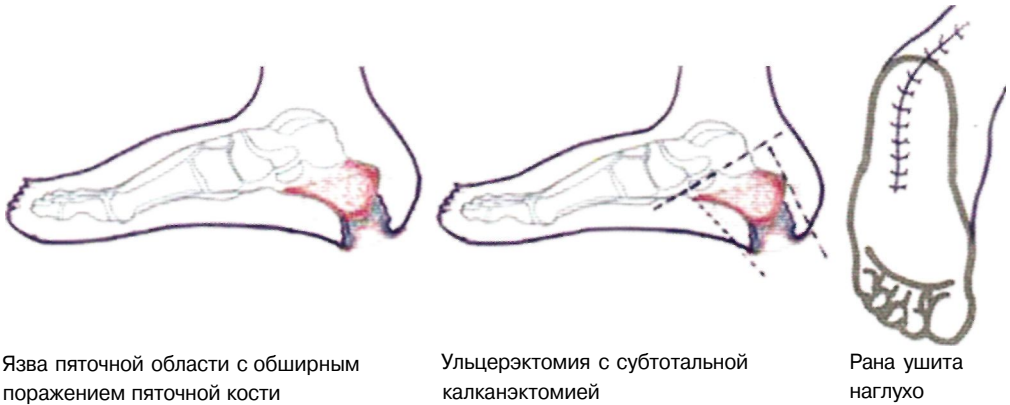 Язва пяточной области с обширным
поражением пяточной кости
Ульцерэктомия с субтотальной
калканэктомией
Рана ушита
наглухо